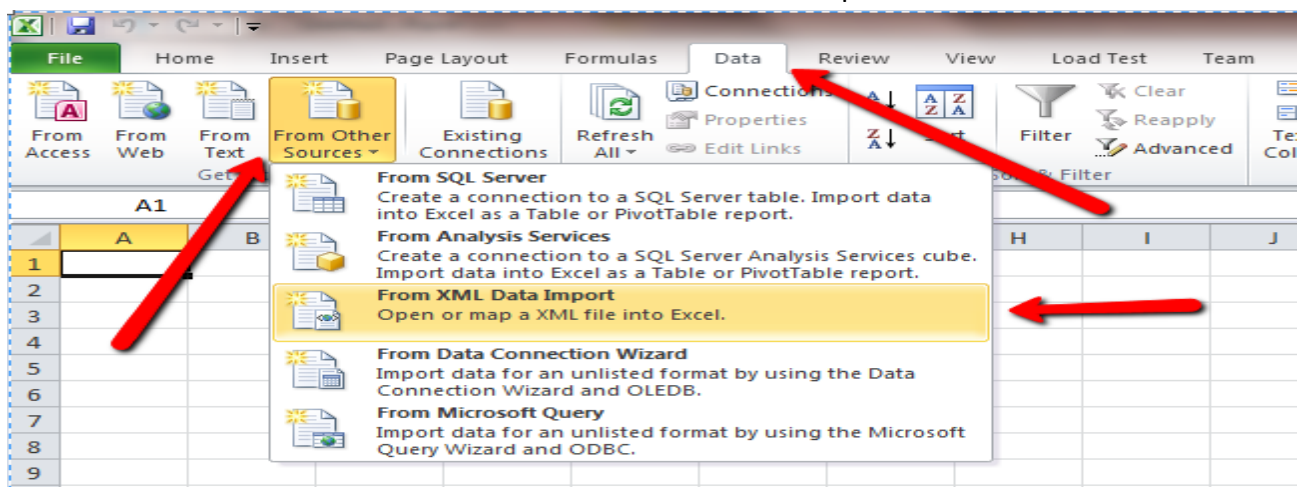 File Home Insert Page Layout Formulas Data Review View Load Test Team
From Access
From Web
From Text
From Other Sources
Existing Connections
Refresh All
Connections
Properties
Edit Links
Filter
Clear
Reapply
Advanced
A1
A B H I J
From SQL Server
Create a connection to a SQL Server table. Import data
into Excel as a Table or PivotTable report.
From Analysis Services
Create a connection to a SQL Server Analysis Services cube.
Import data into Excel as a Table or PivotTable report.
From XML Data Import
Open or map a XML file into Excel.
From Data Connection Wizard
Import data for an unlisted format by using the Data
Connection Wizard and OLEDB.
From Microsoft Query
Import data for an unlisted format by using the Microsoft
Query Wizard and ODBC.
1
2
3
4
5
6
7
8
9